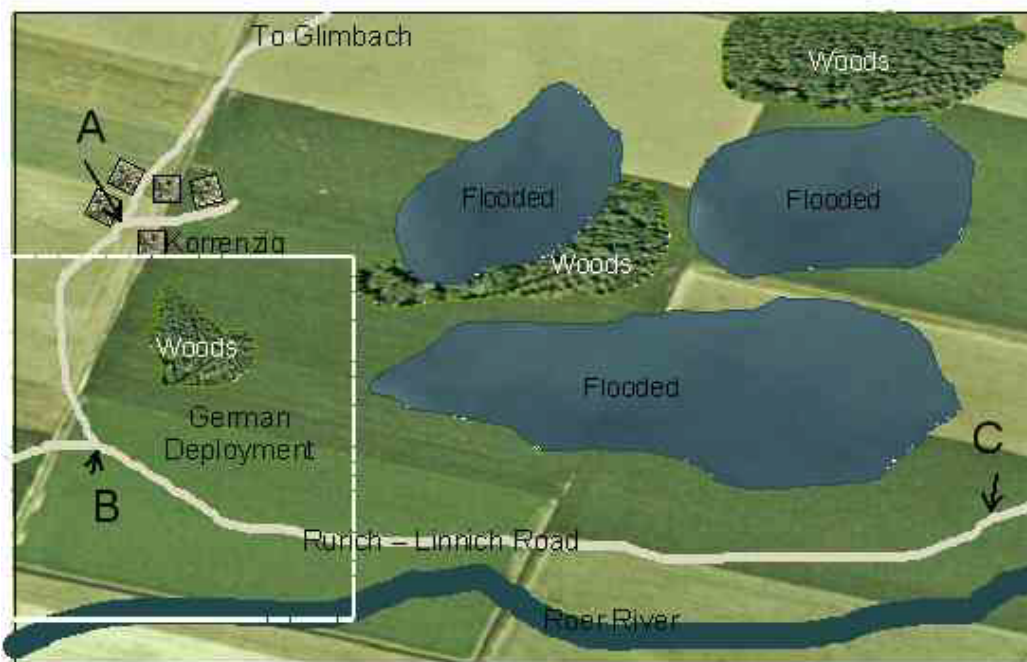 To Glimbach
Woods
A
Flooded
Flooded
Korrenzig
Woods
Woods
Flooded
German
Deployment
C
B
Rurich – Linnich Road
Roer River